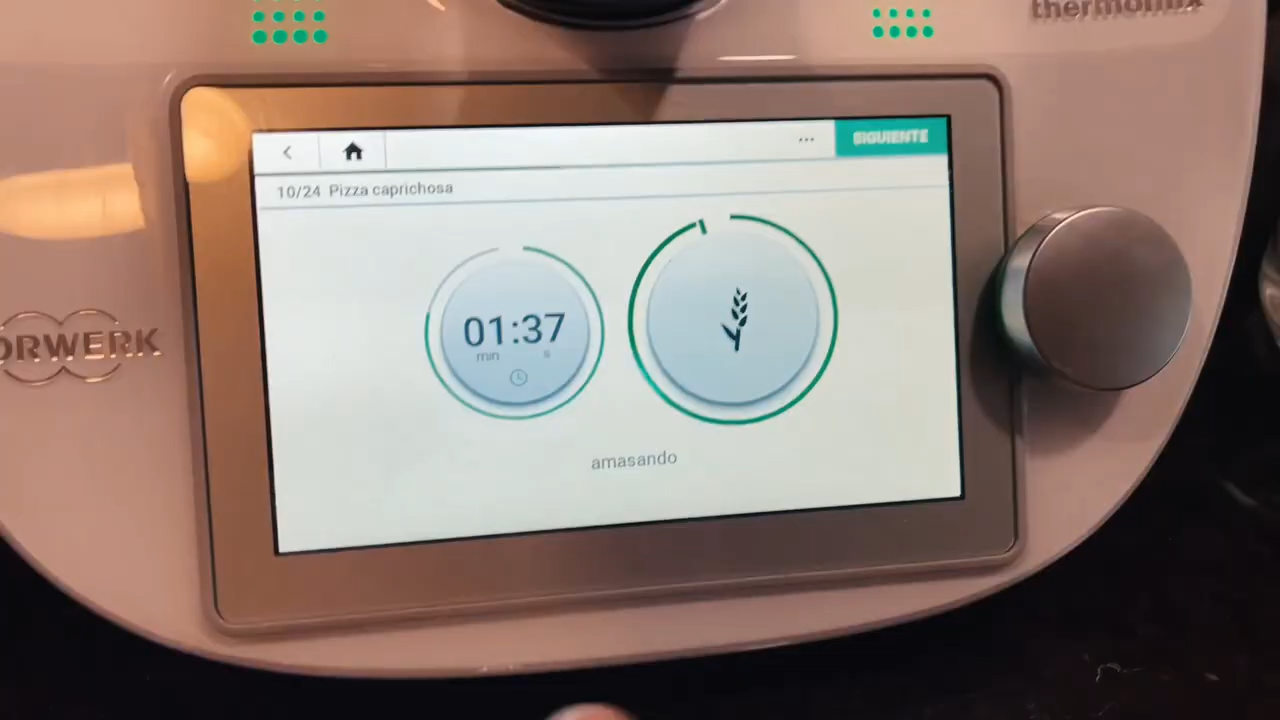 thermomix
SIGUIENTE
10/24 Pizza caprichosa
01:37
min s
ORWERK
amasando